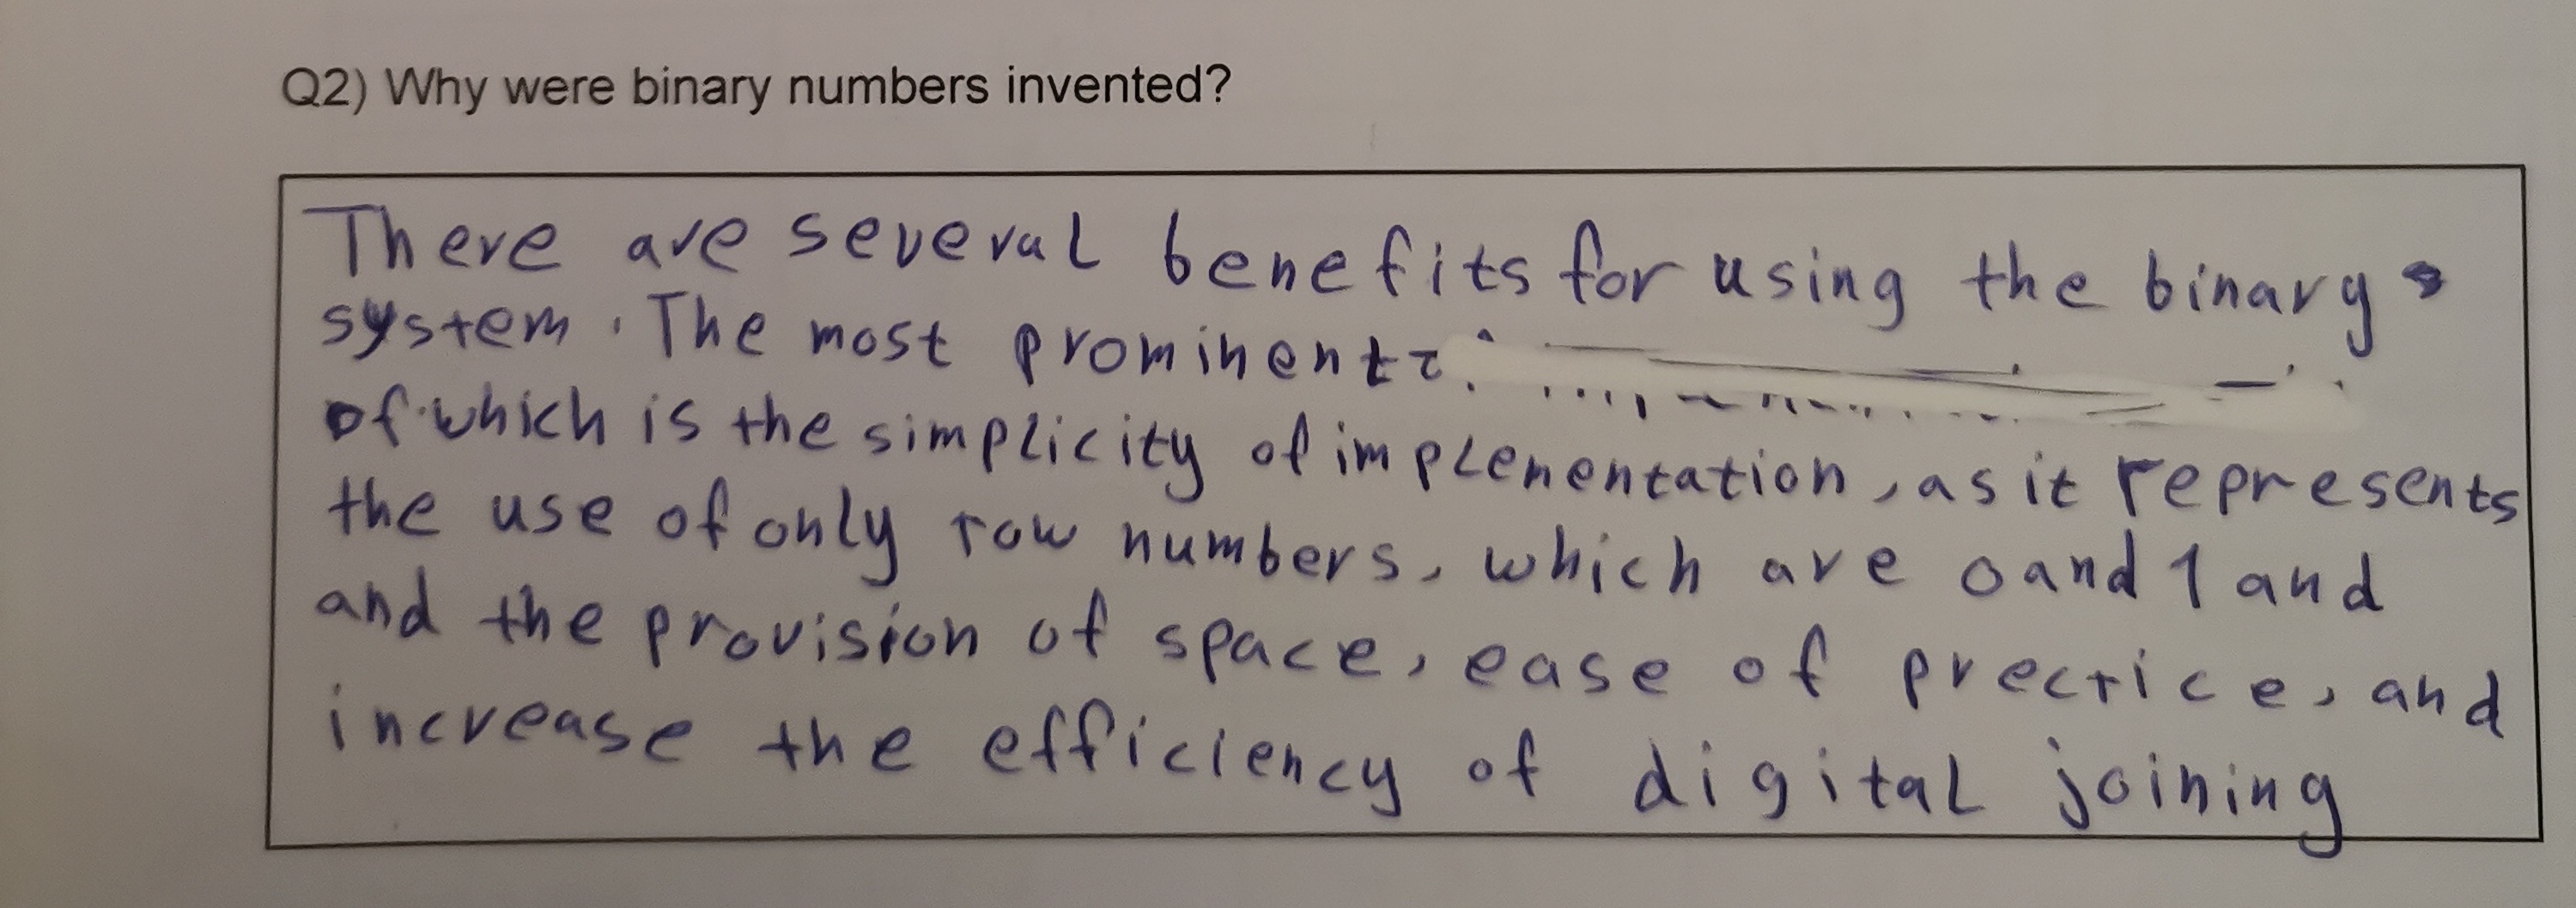 Q2) Why were binary numbers invented?
There are several benefits for using the binary
system. The most prominent
of which is the simplicity of implementation, as it represents
the use of only tow numbers, which are 0 and 1 and
and the provision of space, ease of prectice, and
increase the efficiency of digital joining